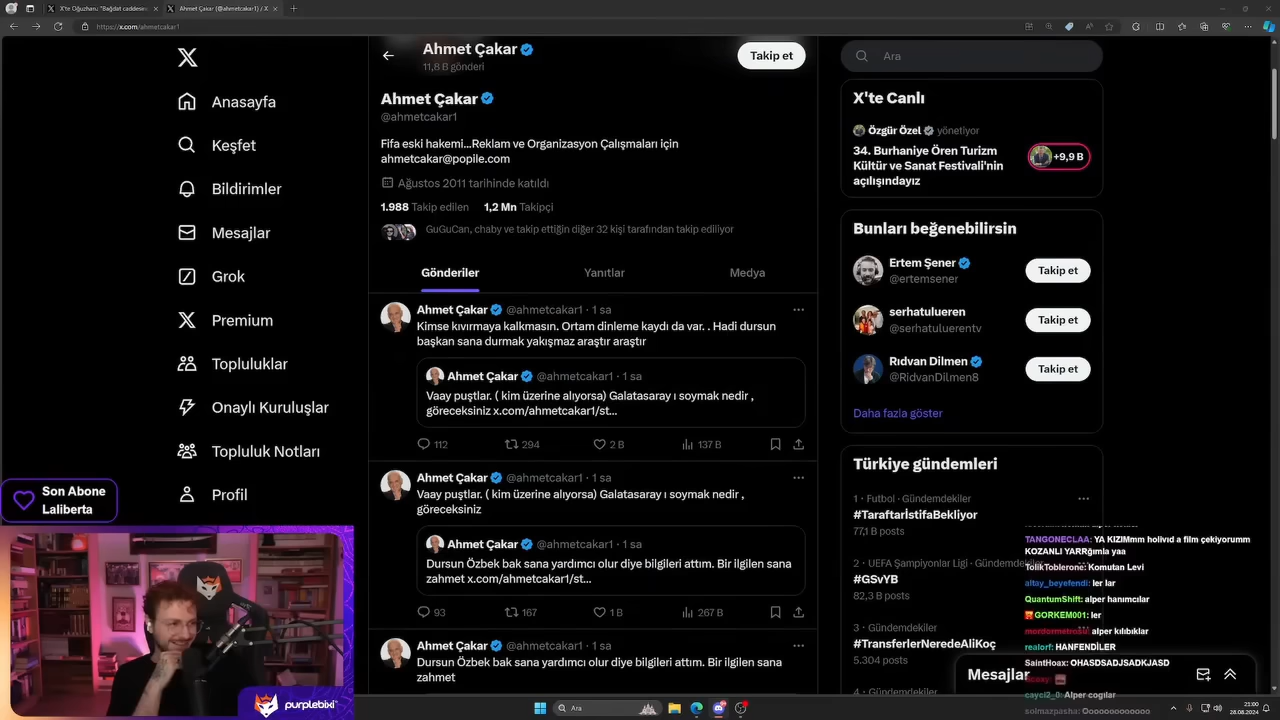 X'te Oğuzhan: "Bağdat caddesi
Ahmet Çakar (@ahmetcakar1) / X
https://x.com/ahmetcakar1
Anasayfa
Keşfet
Bildirimler
Mesajlar
Grok
Premium
Topluluklar
Onaylı Kuruluşlar
Topluluk Notları
Profil
Son Abone
Laliberta
purplebixi
Ahmet Çakar
11,8 B gönderi
Takip et
Ahmet Çakar
@ahmetcakar1
Fifa eski hakemi...Reklam ve Organizasyon Çalışmaları için
ahmetcakar@popile.com
Ağustos 2011 tarihinde katıldı
1.988 Takip edilen 1,2 Mn Takipçi
GuGuCan, chaby ve takip ettiğin diğer 32 kişi tarafından takip ediliyor
Gönderiler Yanıtlar Medya
Ahmet Çakar @ahmetcakar1 · 1 sa
Kimse kıvırmaya kalkmasın. Ortam dinleme kaydı da var. . Hadi dursun
başkan sana durmak yakışmaz araştır araştır
Ahmet Çakar @ahmetcakar1 · 1 sa
Vaay puştlar. ( kim üzerine alıyorsa) Galatasaray ı soymak nedir ,
göreceksiniz x.com/ahmetcakar1/st...
112 294 2 B 137 B
Ahmet Çakar @ahmetcakar1 · 1 sa
Vaay puştlar. ( kim üzerine alıyorsa) Galatasaray ı soymak nedir ,
göreceksiniz
Ahmet Çakar @ahmetcakar1 · 1 sa
Dursun Özbek bak sana yardımcı olur diye bilgileri attım. Bir ilgilen sana
zahmet x.com/ahmetcakar1/st...
93 167 1 B 267 B
Ahmet Çakar @ahmetcakar1 · 1 sa
Dursun Özbek bak sana yardımcı olur diye bilgileri attım. Bir ilgilen sana
zahmet
Ara
X'te Canlı
Özgür Özel yönetiyor
34. Burhaniye Ören Turizm
Kültür ve Sanat Festivali'nin
açılışındayız
+9,9 B
Bunları beğenebilirsin
Ertem Şener
@ertemsener
Takip et
serhatulueren
@serhatuluerentv
Takip et
Rıdvan Dilmen
@RidvanDilmen8
Takip et
Daha fazla göster
Türkiye gündemleri
1 · Futbol · Gündemdekiler
#TaraftarİstifaBekliyor
77,1 B posts
2 · UEFA Şampiyonlar Ligi · Gündemdekiler
#GSvYB
82,3 B posts
3 · Gündemdekiler
#TransferlerNeredeAliKoç
5.304 posts
4 · Gündemdekiler
TANGONECLAA: YA KIZIMmm holivıd a film çekiyorumm
KOZANLI YARRğımla yaa
YolikToblerone: Komutan Levi
altay_beyefendi: ler lar
QuantumShift: alper hanımcılar
GORKEM001: ler
mordarmetrosu: alper kılıbıklar
realorf: HANFENDİLER
SaintHoax: OHASDSADJSADKJASD
cayci2_0: Alper cogılar
solmazpasha: Oooooooooooo
Mesajlar
Ara
23:00
28.08.2024